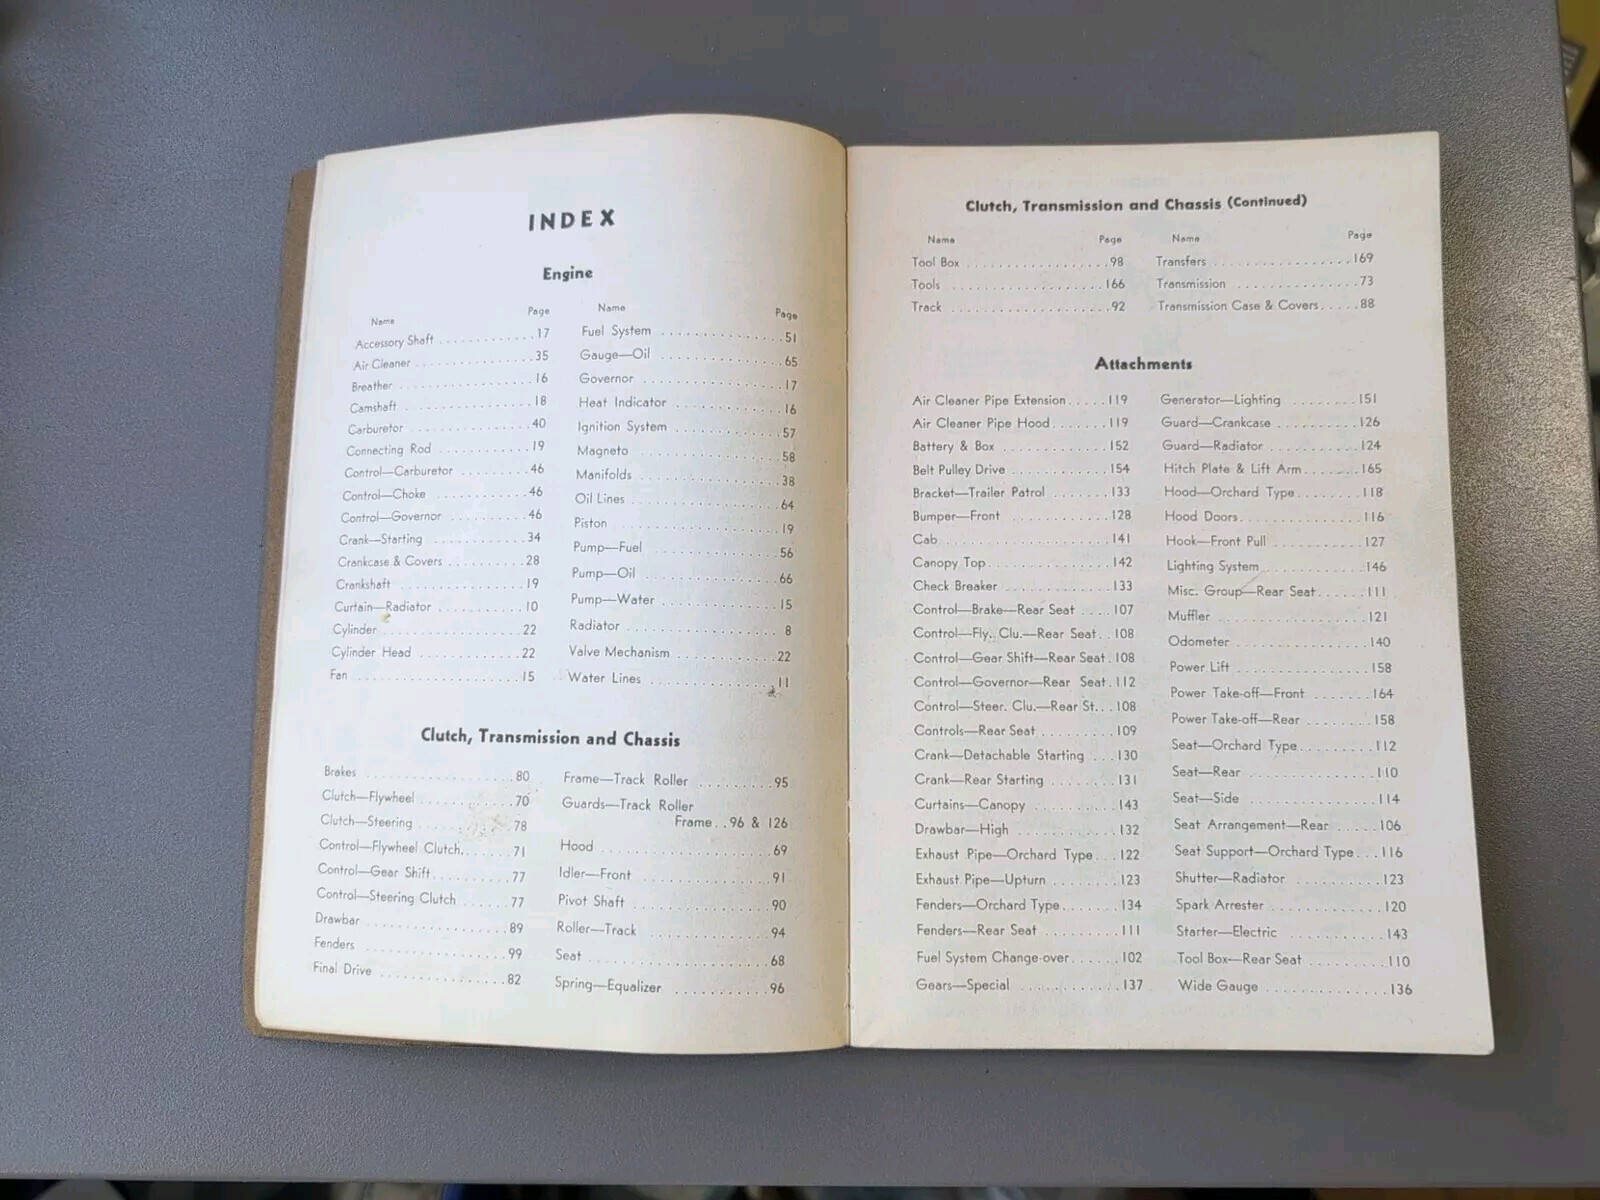 INDEX
Engine
Name Page
Accessory Shaft 17
Air Cleaner 35
Breather 16
Camshaft 18
Carburetor 40
Connecting Rod 19
Control—Carburetor 46
Control—Choke 46
Control—Governor 46
Crank—Starting 34
Crankcase & Covers 28
Crankshaft 19
Curtain—Radiator 10
Cylinder 22
Cylinder Head 22
Fan 15
Name Page
Fuel System 51
Gauge—Oil 65
Governor 17
Heat Indicator 16
Ignition System 57
Magneto 58
Manifolds 38
Oil Lines 64
Piston 19
Pump—Fuel 56
Pump—Oil 66
Pump—Water 15
Radiator 8
Valve Mechanism 22
Water Lines 11
Clutch, Transmission and Chassis
Brakes 80
Clutch—Flywheel 70
Clutch—Steering 78
Control—Flywheel Clutch 71
Control—Gear Shift 77
Control—Steering Clutch 77
Drawbar 89
Fenders 99
Final Drive 82
Frame—Track Roller 95
Guards—Track Roller
Frame 96 & 126
Hood 69
Idler—Front 91
Pivot Shaft 90
Roller—Track 94
Seat 68
Spring—Equalizer 96
Clutch, Transmission and Chassis (Continued)
Name Page
Tool Box 98
Tools 166
Track 92
Name Page
Transfers 169
Transmission 73
Transmission Case & Covers 88
Attachments
Air Cleaner Pipe Extension 119
Air Cleaner Pipe Hood 119
Battery & Box 152
Belt Pulley Drive 154
Bracket—Trailer Patrol 133
Bumper—Front 128
Cab 141
Canopy Top 142
Check Breaker 133
Control—Brake—Rear Seat 107
Control—Fly. Clu.—Rear Seat 108
Control—Gear Shift—Rear Seat 108
Control—Governor—Rear Seat 112
Control—Steer. Clu.—Rear St. 108
Controls—Rear Seat 109
Crank—Detachable Starting 130
Crank—Rear Starting 131
Curtains—Canopy 143
Drawbar—High 132
Exhaust Pipe—Orchard Type 122
Exhaust Pipe—Upturn 123
Fenders—Orchard Type 134
Fenders—Rear Seat 111
Fuel System Change-over 102
Gears—Special 137
Generator—Lighting 151
Guard—Crankcase 126
Guard—Radiator 124
Hitch Plate & Lift Arm 165
Hood—Orchard Type 118
Hood Doors 116
Hook—Front Pull 127
Lighting System 146
Misc. Group—Rear Seat 111
Muffler 121
Odometer 140
Power Lift 158
Power Take-off—Front 164
Power Take-off—Rear 158
Seat—Orchard Type 112
Seat—Rear 110
Seat—Side 114
Seat Arrangement—Rear 106
Seat Support—Orchard Type 116
Shutter—Radiator 123
Spark Arrester 120
Starter—Electric 143
Tool Box—Rear Seat 110
Wide Gauge 136